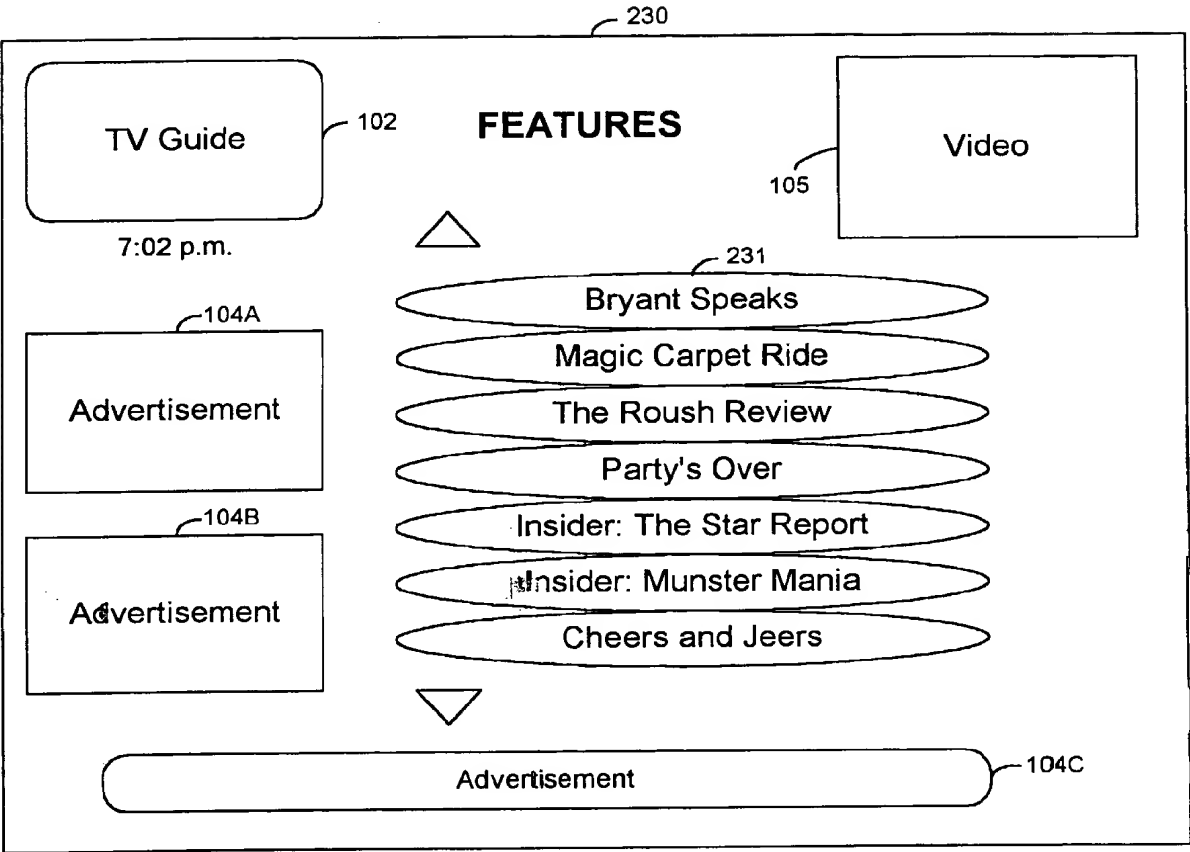 230
TV Guide
102
FEATURES
Video
105
7:02 p.m.
231
Bryant Speaks
104A
Magic Carpet Ride
Advertisement
The Roush Review
Party's Over
104B
Insider: The Star Report
Insider: Munster Mania
Advertisement
Cheers and Jeers
Advertisement
104C